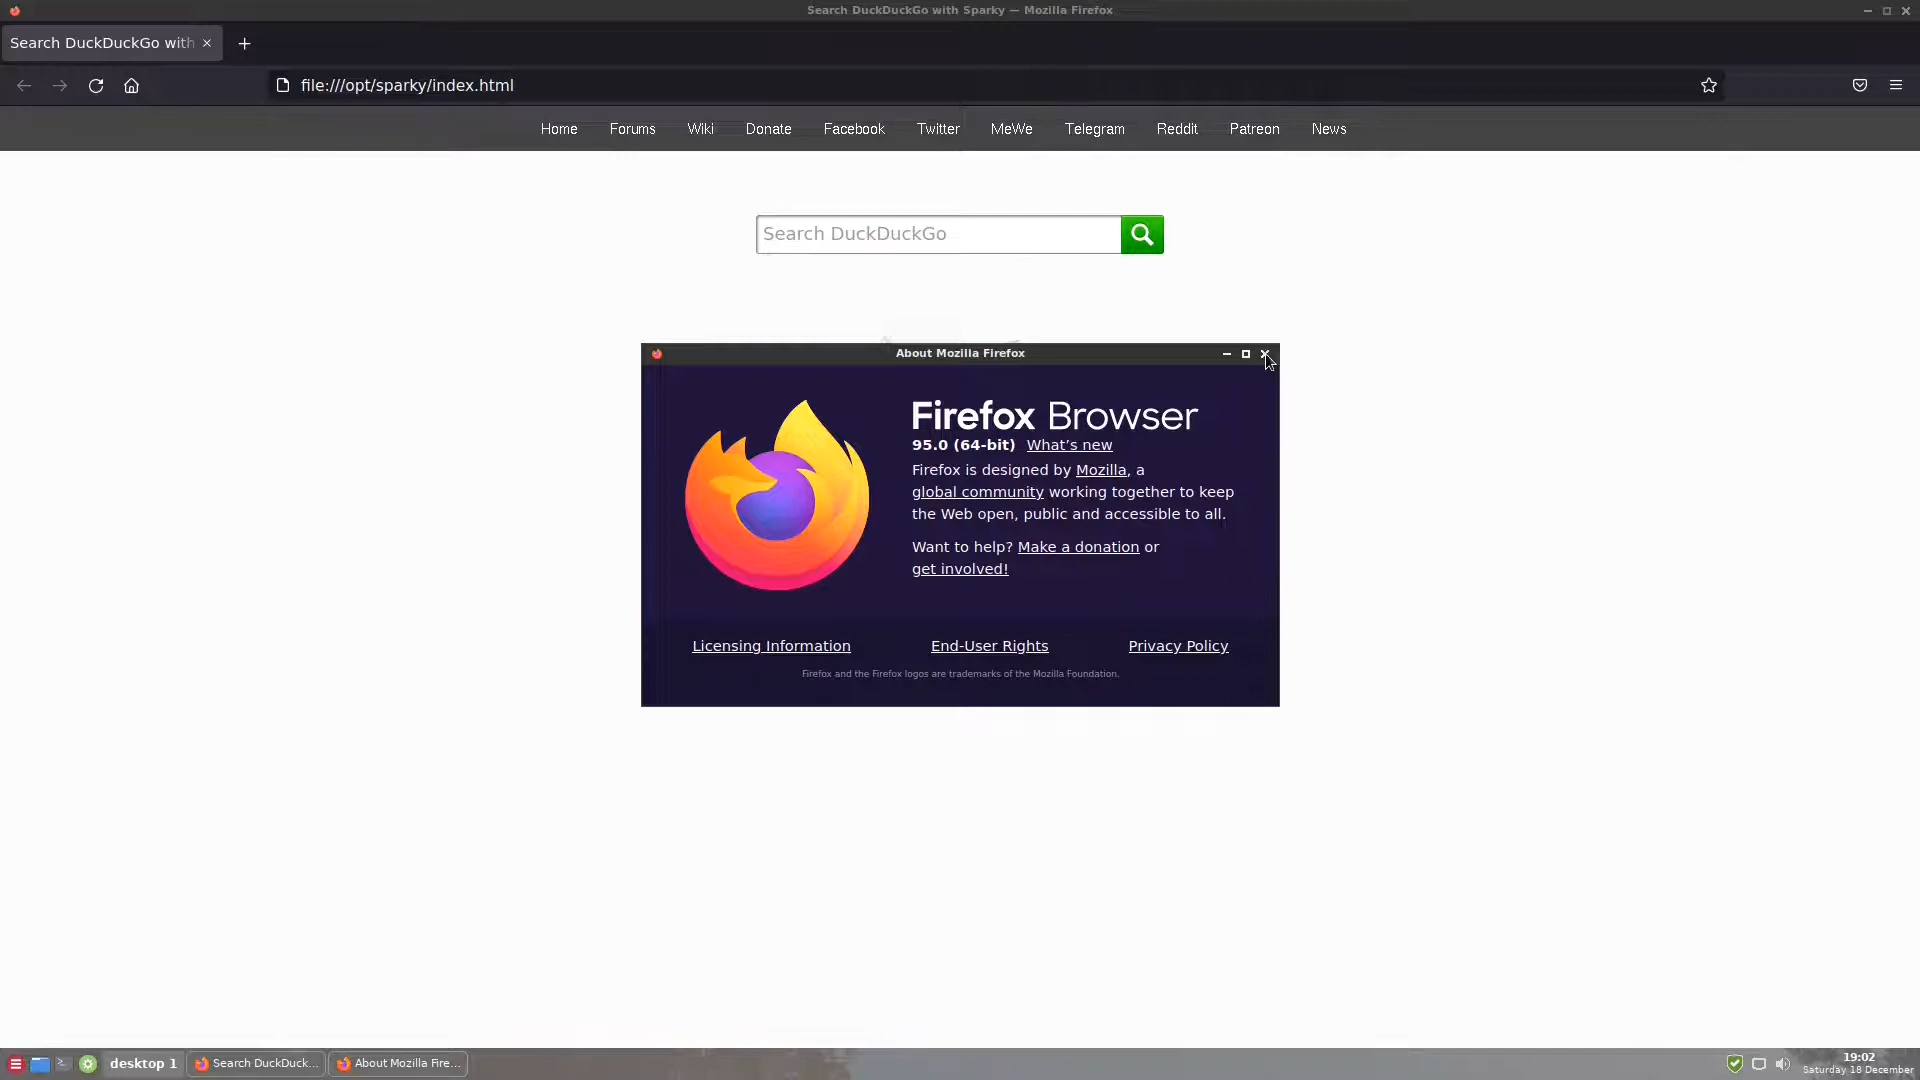 Search DuckDuckGo with Sparky — Mozilla Firefox
Search DuckDuckGo with
file:///opt/sparky/index.html
Home Forums Wiki Donate Facebook Twitter MeWe Telegram Reddit Patreon News
Search DuckDuckGo
About Mozilla Firefox
Firefox Browser
95.0 (64-bit) What's new
Firefox is designed by Mozilla, a
global community working together to keep
the Web open, public and accessible to all.
Want to help? Make a donation or
get involved!
Licensing Information End-User Rights Privacy Policy
Firefox and the Firefox logos are trademarks of the Mozilla Foundation.
desktop 1 Search DuckDuck... About Mozilla Fire... 19:02
Saturday 18 December